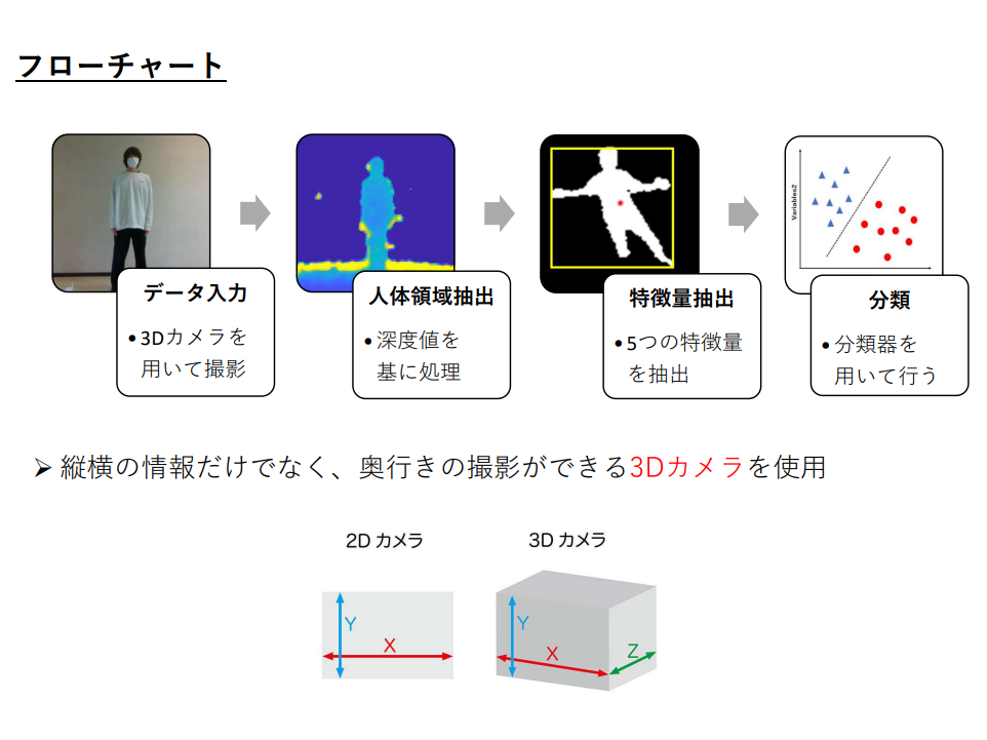 フローチャート
データ入力
•3Dカメラを
用いて撮影
人体領域抽出
•深度値を
基に処理
特徴量抽出
•5つの特徴量
を抽出
Variables2
分類
•分類器を
用いて行う
➢縦横の情報だけでなく、奥行きの撮影ができる3Dカメラを使用
2D カメラ
Y
X
3D カメラ
Y
X
Z